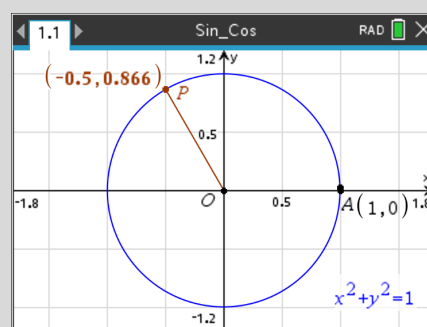 1.1 Sin_Cos RAD
1.2 y
(-0.5,0.866) P
0.5
x
-1.8 O 0.5 A(1,0) 1.8
x²+y²=1
-1.2